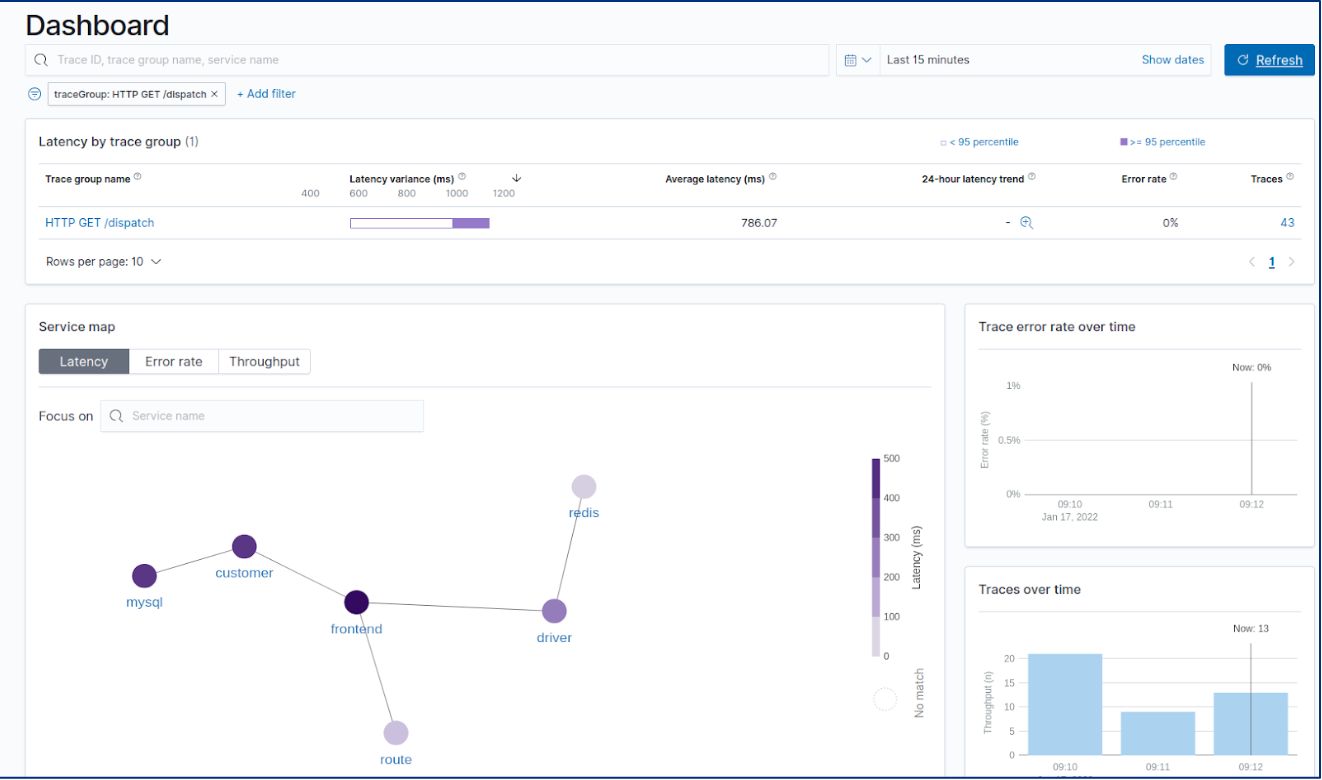 Dashboard
Trace ID, trace group name, service name
Last 15 minutes
Show dates
Refresh
traceGroup: HTTP GET /dispatch ×
+ Add filter
Latency by trace group (1)
< 95 percentile
>= 95 percentile
Trace group name
Latency variance (ms)
Average latency (ms)
24-hour latency trend
Error rate
Traces
400 600 800 1000 1200
HTTP GET /dispatch
786.07
-
0%
43
Rows per page: 10
< 1 >
Service map
Latency
Error rate
Throughput
Focus on
Service name
redis
customer
mysql
frontend
driver
route
500
400
300
200
100
0
Latency (ms)
No match
Trace error rate over time
Now: 0%
1%
0.5%
0%
Error rate (%)
09:10 09:11 09:12
Jan 17, 2022
Traces over time
Now: 13
20
15
10
5
0
Throughput (n)
09:10 09:11 09:12